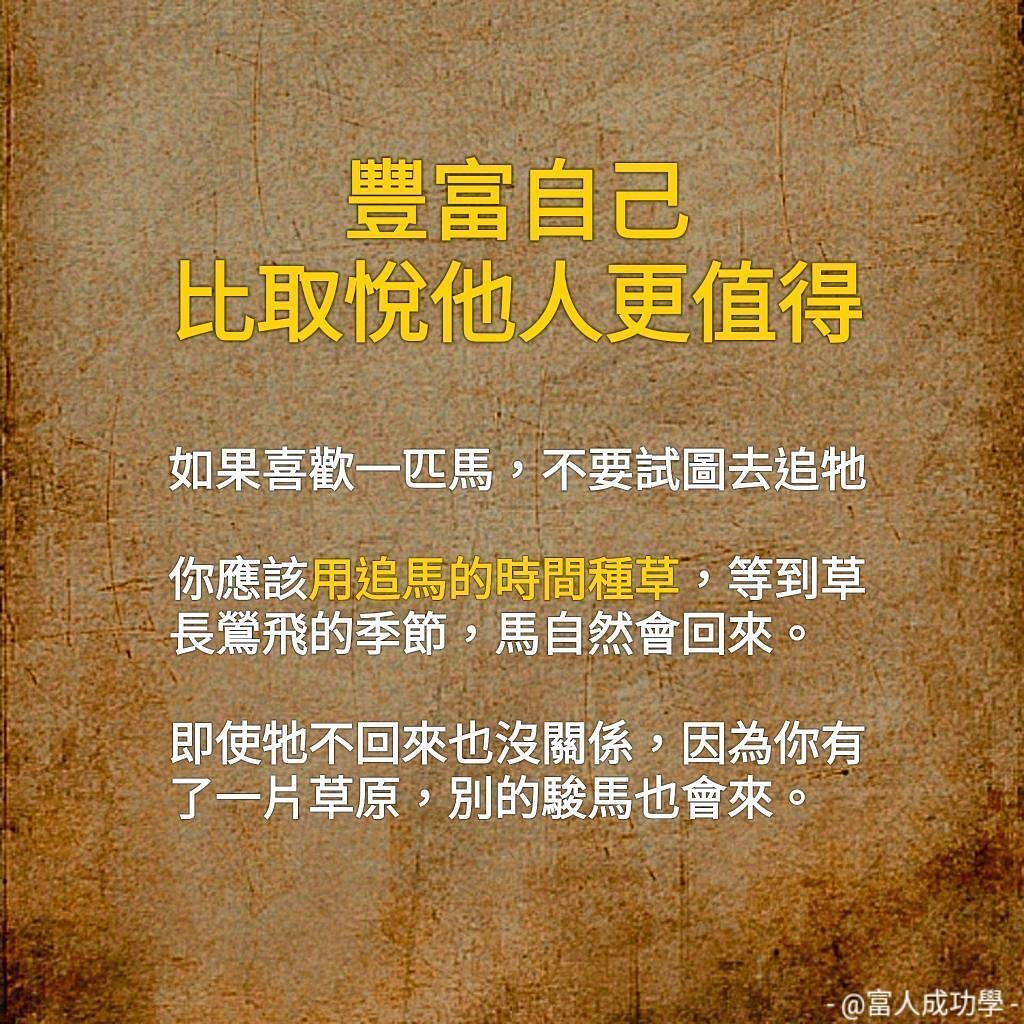 豐富自己
比取悅他人更值得
如果喜歡一匹馬，不要試圖去追牠
你應該用追馬的時間種草，等到草
長鶯飛的季節，馬自然會回來。
即使牠不回來也沒關係，因為你有
了一片草原，別的駿馬也會來。
- @富人成功學 -